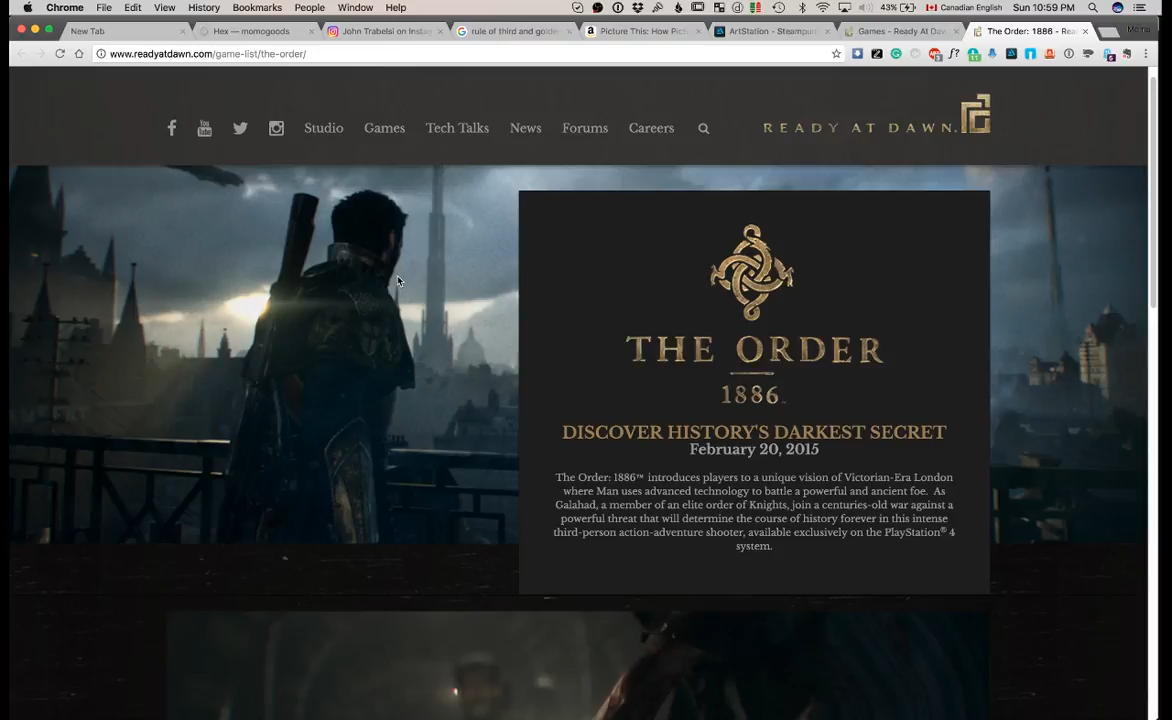 Chrome File Edit View History Bookmarks People Window Help 43% Canadian English Sun 10:59 PM
New Tab Hex — momogoods John Trabelsi on Instag rule of third and golde Picture This: How Pict ArtStation - Steampun Games - Ready At Daw The Order: 1886 - Rea
www.readyatdawn.com/game-list/the-order/
Studio Games Tech Talks News Forums Careers READY AT DAWN.
THE ORDER
1886
DISCOVER HISTORY'S DARKEST SECRET
February 20, 2015
The Order: 1886™ introduces players to a unique vision of Victorian-Era London
where Man uses advanced technology to battle a powerful and ancient foe. As
Galahad, a member of an elite order of Knights, join a centuries-old war against a
powerful threat that will determine the course of history forever in this intense
third-person action-adventure shooter, available exclusively on the PlayStation® 4
system.